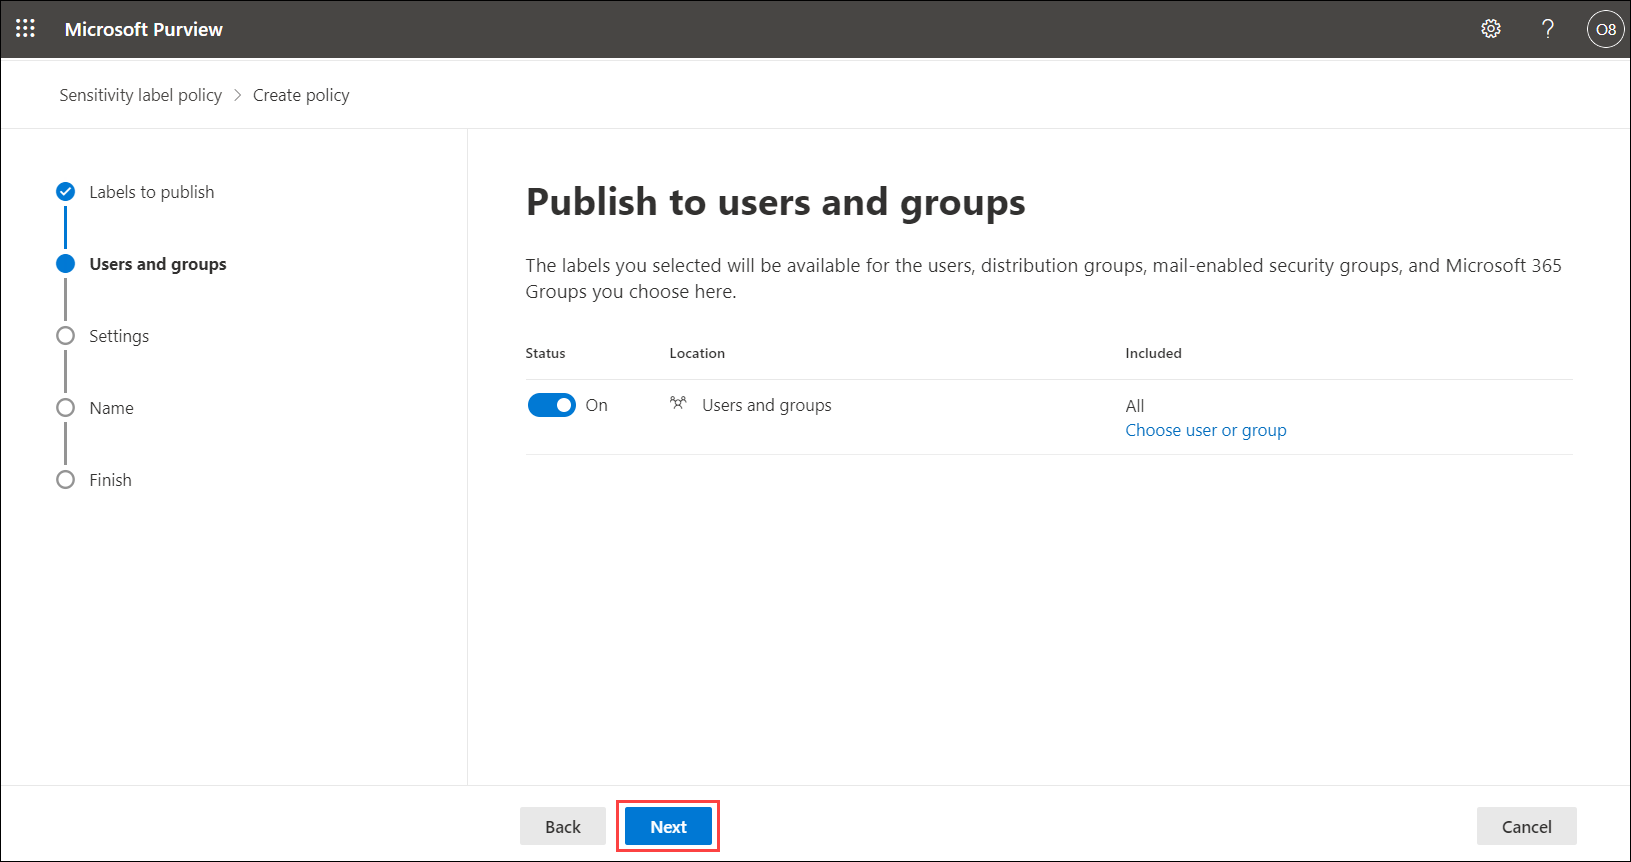 Microsoft Purview
?
O8
Sensitivity label policy > Create policy
Labels to publish
Users and groups
Settings
Name
Finish
Publish to users and groups
The labels you selected will be available for the users, distribution groups, mail-enabled security groups, and Microsoft 365
Groups you choose here.
Status Location Included
On Users and groups All
Choose user or group
Back Next Cancel